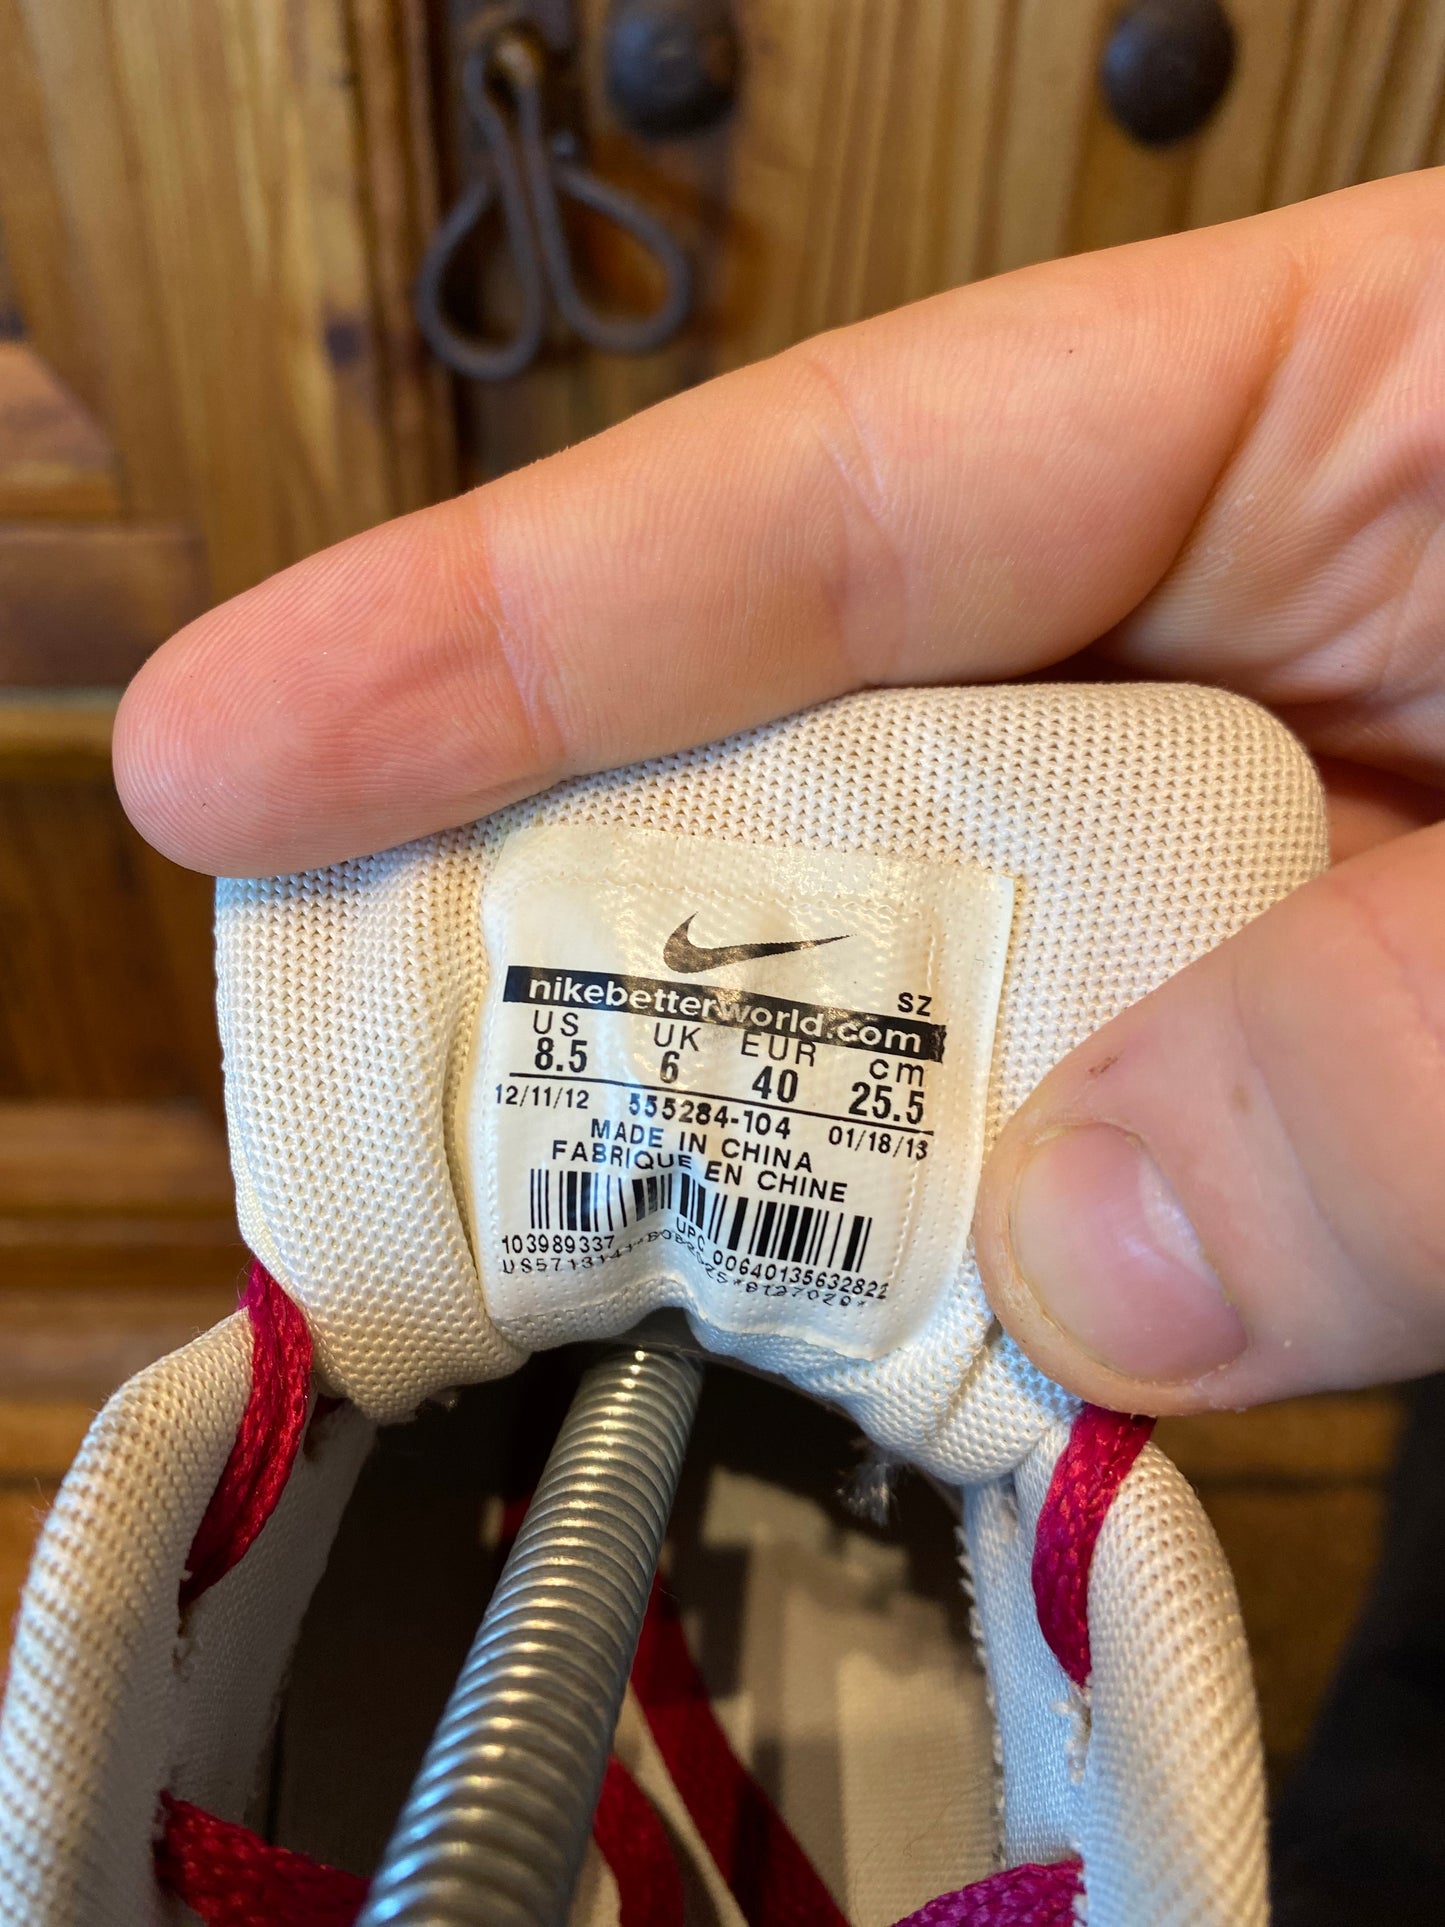 SZ
nikebetterworld.com
US UK EUR cm
8.5 6 40 25.5
12/11/12 555284-104 01/18/13
MADE IN CHINA
FABRIQUE EN CHINE
103989337 UPC 00640135632822